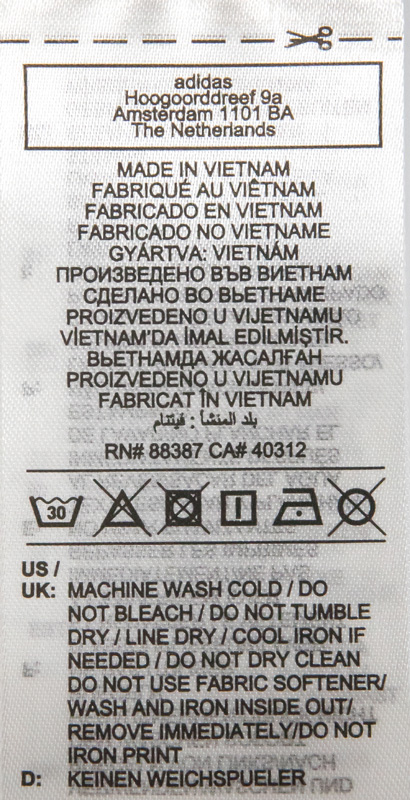 adidas
Hoogoorddreef 9a
Amsterdam 1101 BA
The Netherlands
MADE IN VIETNAM
FABRIQUÉ AU VIÊTNAM
FABRICADO EN VIETNAM
FABRICADO NO VIETNAME
GYÁRTVA: VIETNÁM
ПРОИЗВЕДЕНО ВЪВ ВИЕТНАМ
СДЕЛАНО ВО ВЬЕТНАМЕ
PROIZVEDENO U VIJETNAMU
VİETNAM'DA İMAL EDİLMİŞTİR.
ВЬЕТНАМДА ЖАСАЛҒАН
PROIZVEDENO U VIJETNAMU
FABRICAT ÎN VIETNAM
بلد المنشأ : فيتنام
RN# 88387 CA# 40312
30
US /
UK: MACHINE WASH COLD / DO
NOT BLEACH / DO NOT TUMBLE
DRY / LINE DRY / COOL IRON IF
NEEDED / DO NOT DRY CLEAN
DO NOT USE FABRIC SOFTENER/
WASH AND IRON INSIDE OUT/
REMOVE IMMEDIATELY/DO NOT
IRON PRINT
D: KEINEN WEICHSPUELER